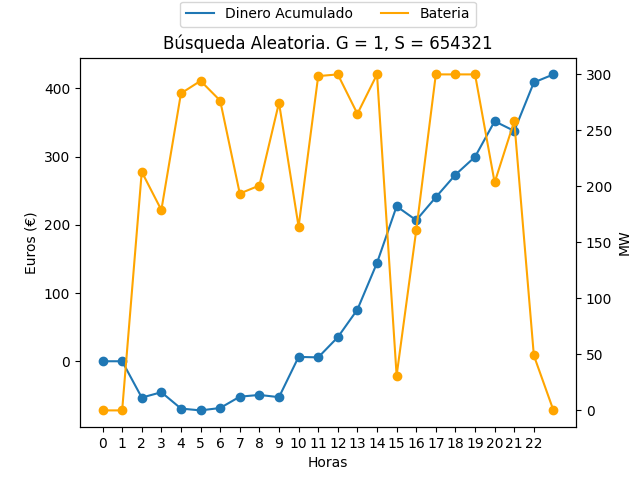 Dinero Acumulado Bateria
Búsqueda Aleatoria. G = 1, S = 654321
400
300
200
100
0
Euros (€)
300
250
200
150
100
50
0
MW
0 1 2 3 4 5 6 7 8 9 10 11 12 13 14 15 16 17 18 19 20 21 22
Horas